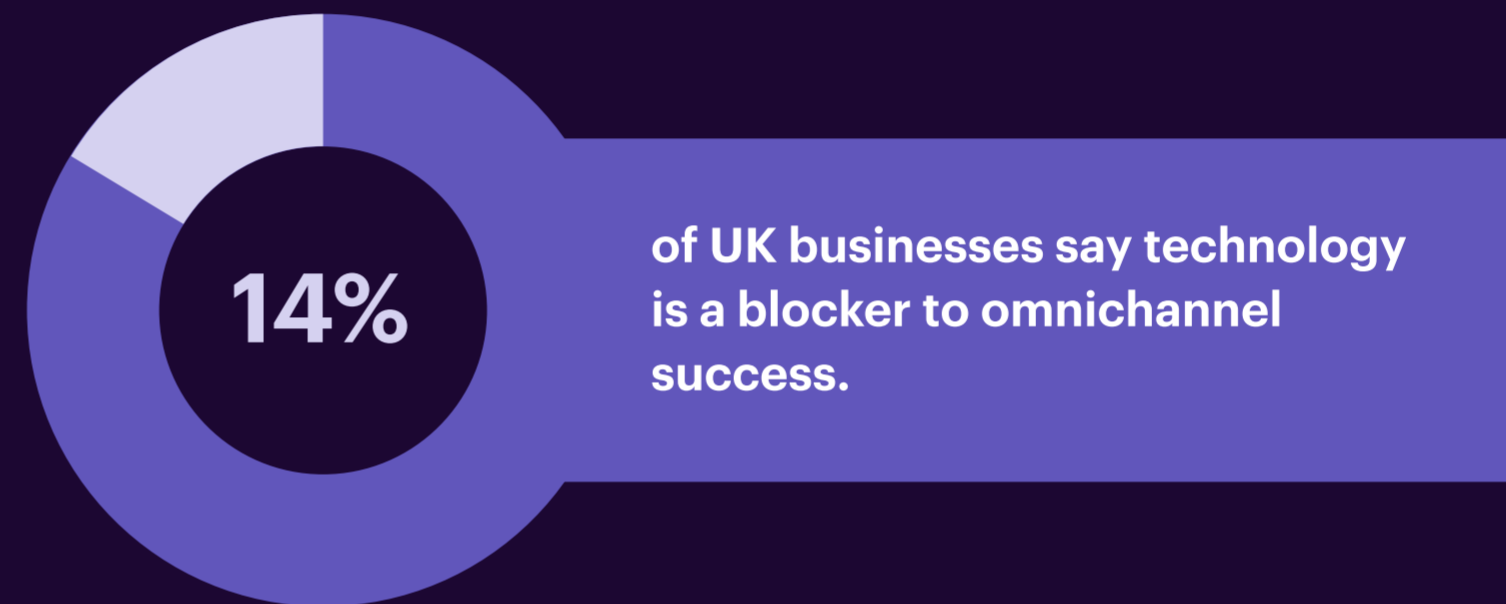 14%
of UK businesses say technology
is a blocker to omnichannel
success.